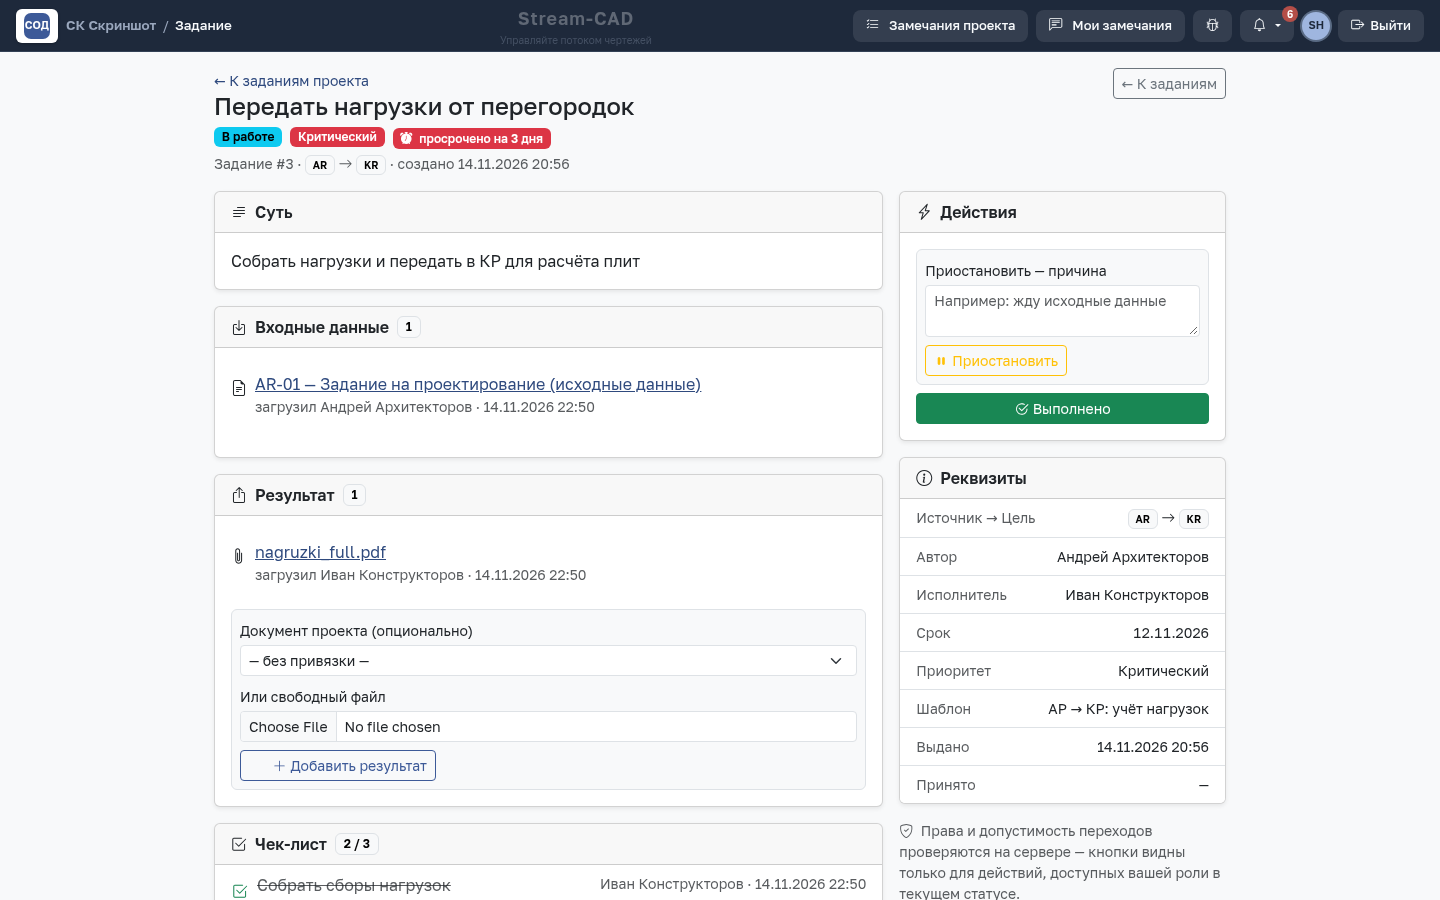 СОД СК Скриншот / Задание
Stream-CAD
Управляйте потоком чертежей
Замечания проекта
Мои замечания
6
SH
Выйти
← К заданиям проекта
← К заданиям
Передать нагрузки от перегородок
В работе Критический просрочено на 3 дня
Задание #3 · AR → KR · создано 14.11.2026 20:56
Суть
Собрать нагрузки и передать в КР для расчёта плит
Входные данные 1
AR-01 — Задание на проектирование (исходные данные)
загрузил Андрей Архитекторов · 14.11.2026 22:50
Результат 1
nagruzki_full.pdf
загрузил Иван Конструкторов · 14.11.2026 22:50
Документ проекта (опционально)
— без привязки —
Или свободный файл
Choose File No file chosen
+ Добавить результат
Чек-лист 2 / 3
Собрать сборы нагрузок Иван Конструкторов · 14.11.2026 22:50
Действия
Приостановить — причина
Например: жду исходные данные
Приостановить
Выполнено
Реквизиты
Источник → Цель AR → KR
Автор Андрей Архитекторов
Исполнитель Иван Конструкторов
Срок 12.11.2026
Приоритет Критический
Шаблон АР → КР: учёт нагрузок
Выдано 14.11.2026 20:56
Принято —
Права и допустимость переходов
проверяются на сервере — кнопки видны
только для действий, доступных вашей роли в
текущем статусе.